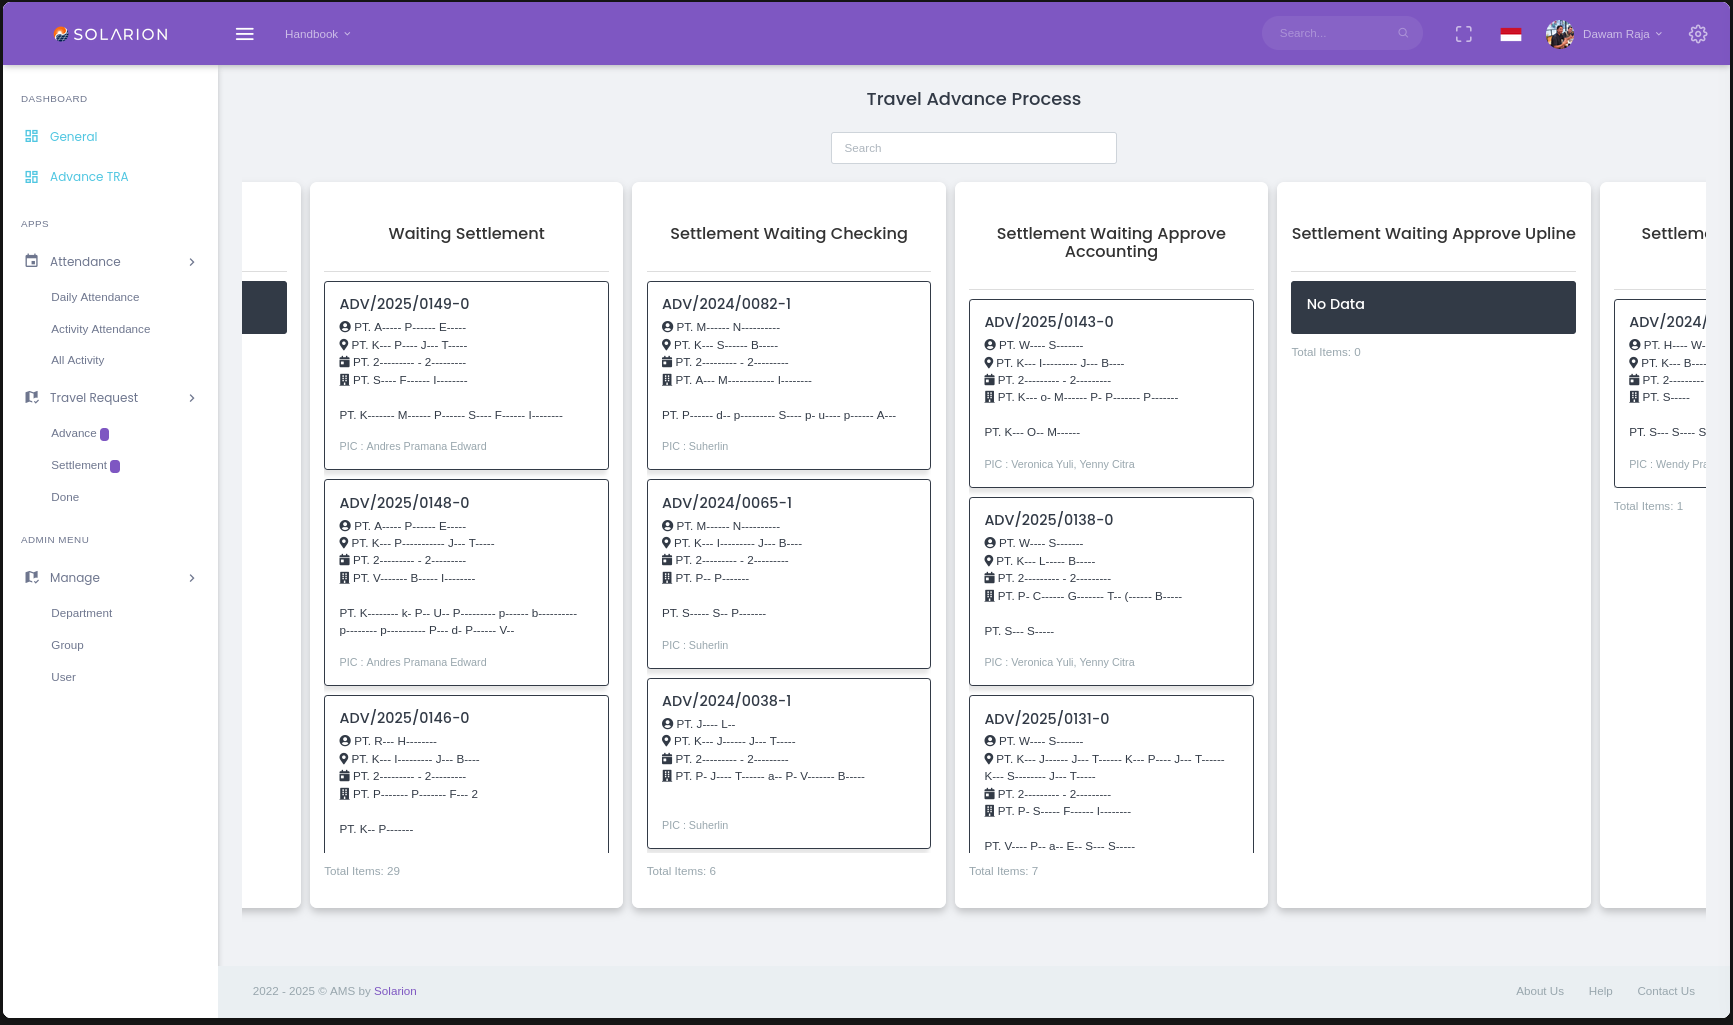 SOLARION
Handbook
Search...
Dawam Raja
DASHBOARD
General
Advance TRA
APPS
Attendance
Daily Attendance
Activity Attendance
All Activity
Travel Request
Advance
Settlement
Done
ADMIN MENU
Manage
Department
Group
User
Travel Advance Process
Search
Waiting Settlement
ADV/2025/0149-0
PT. A----- P------ E-----
PT. K--- P---- J--- T-----
PT. 2--------- - 2---------
PT. S---- F------ I--------
PT. K------- M------ P------ S---- F------ I--------
PIC : Andres Pramana Edward
ADV/2025/0148-0
PT. A----- P------ E-----
PT. K--- P----------- J--- T-----
PT. 2--------- - 2---------
PT. V------- B----- I--------
PT. K-------- k- P-- U-- P--------- p------ b----------
p-------- p---------- P--- d- P------ V--
PIC : Andres Pramana Edward
ADV/2025/0146-0
PT. R--- H--------
PT. K--- I--------- J--- B----
PT. 2--------- - 2---------
PT. P------- P------- F--- 2
PT. K-- P-------
Total Items: 29
Settlement Waiting Checking
ADV/2024/0082-1
PT. M------ N----------
PT. K--- S------ B-----
PT. 2--------- - 2---------
PT. A--- M------------ I--------
PT. P------ d-- p--------- S---- p- u---- p------ A---
PIC : Suherlin
ADV/2024/0065-1
PT. M------ N----------
PT. K--- I--------- J--- B----
PT. 2--------- - 2---------
PT. P-- P-------
PT. S----- S-- P-------
PIC : Suherlin
ADV/2024/0038-1
PT. J---- L--
PT. K--- J------ J--- T-----
PT. 2--------- - 2---------
PT. P- J---- T------ a-- P- V------- B-----
PIC : Suherlin
Total Items: 6
Settlement Waiting Approve
Accounting
ADV/2025/0143-0
PT. W---- S-------
PT. K--- I--------- J--- B----
PT. 2--------- - 2---------
PT. K--- o- M------ P- P------- P-------
PT. K--- O-- M------
PIC : Veronica Yuli, Yenny Citra
ADV/2025/0138-0
PT. W---- S-------
PT. K--- L----- B-----
PT. 2--------- - 2---------
PT. P- C------ G------- T-- (------ B-----
PT. S--- S-----
PIC : Veronica Yuli, Yenny Citra
ADV/2025/0131-0
PT. W---- S-------
PT. K--- J------ J--- T------ K--- P---- J--- T------
K--- S-------- J--- T-----
PT. 2--------- - 2---------
PT. P- S----- F------ I--------
PT. V---- P-- a-- E-- S--- S-----
Total Items: 7
Settlement Waiting Approve Upline
No Data
Total Items: 0
Settlem
ADV/2024/
PT. H---- W-
PT. K--- B----
PT. 2---------
PT. S-----
PT. S--- S---- S
PIC : Wendy Pra
Total Items: 1
2022 - 2025 © AMS by Solarion
About Us
Help
Contact Us